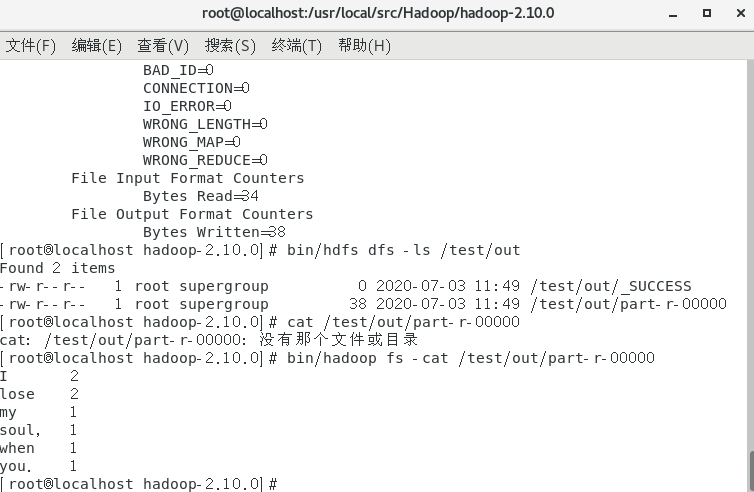 root@localhost:/usr/local/src/Hadoop/hadoop-2.10.0
文件(F) 编辑(E) 查看(V) 搜索(S) 终端(T) 帮助(H)
BAD_ID=0
CONNECTION=0
IO_ERROR=0
WRONG_LENGTH=0
WRONG_MAP=0
WRONG_REDUCE=0
File Input Format Counters
Bytes Read=34
File Output Format Counters
Bytes Written=38
[root@localhost hadoop-2.10.0]# bin/hdfs dfs -ls /test/out
Found 2 items
-rw-r--r--   1 root supergroup          0 2020-07-03 11:49 /test/out/_SUCCESS
-rw-r--r--   1 root supergroup         38 2020-07-03 11:49 /test/out/part-r-00000
[root@localhost hadoop-2.10.0]# cat /test/out/part-r-00000
cat: /test/out/part-r-00000: 没有那个文件或目录
[root@localhost hadoop-2.10.0]# bin/hadoop fs -cat /test/out/part-r-00000
I       2
lose    2
my      1
soul,   1
when    1
you.    1
[root@localhost hadoop-2.10.0]#